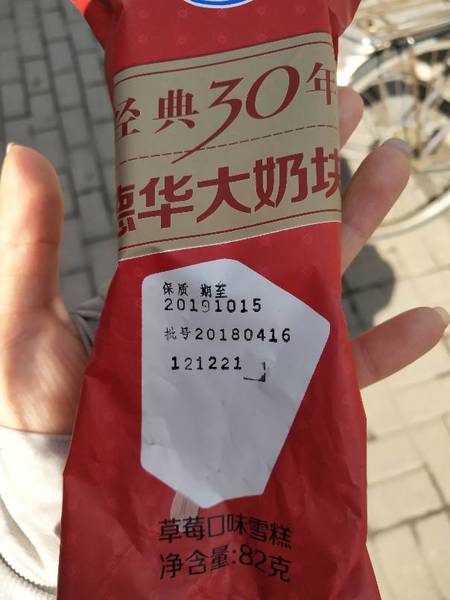 经典30年
德华大奶块
保质 期至
20191015
批号20180416
121221
草莓口味雪糕
净含量:82克